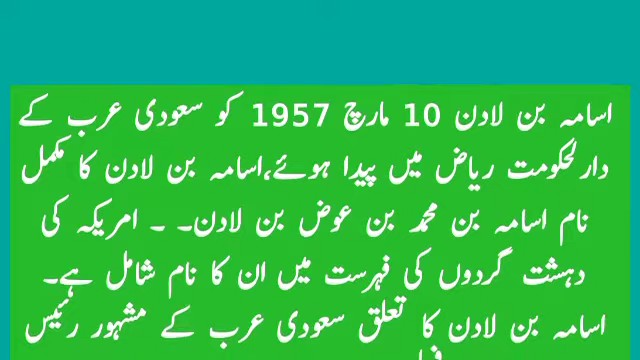 اسامہ بن لادن 10 مارچ 1957 کو سعودی عرب کے
دارلحکومت ریاض میں پیدا ہوئے،اسامہ بن لادن کا مکمل
نام اسامہ بن محمد بن عوض بن لادن۔ ۔ امریکہ کی
دہشت گردوں کی فہرست میں ان کا نام شامل ہے۔
اسامہ بن لادن کا تعلق سعودی عرب کے مشہور رئیس